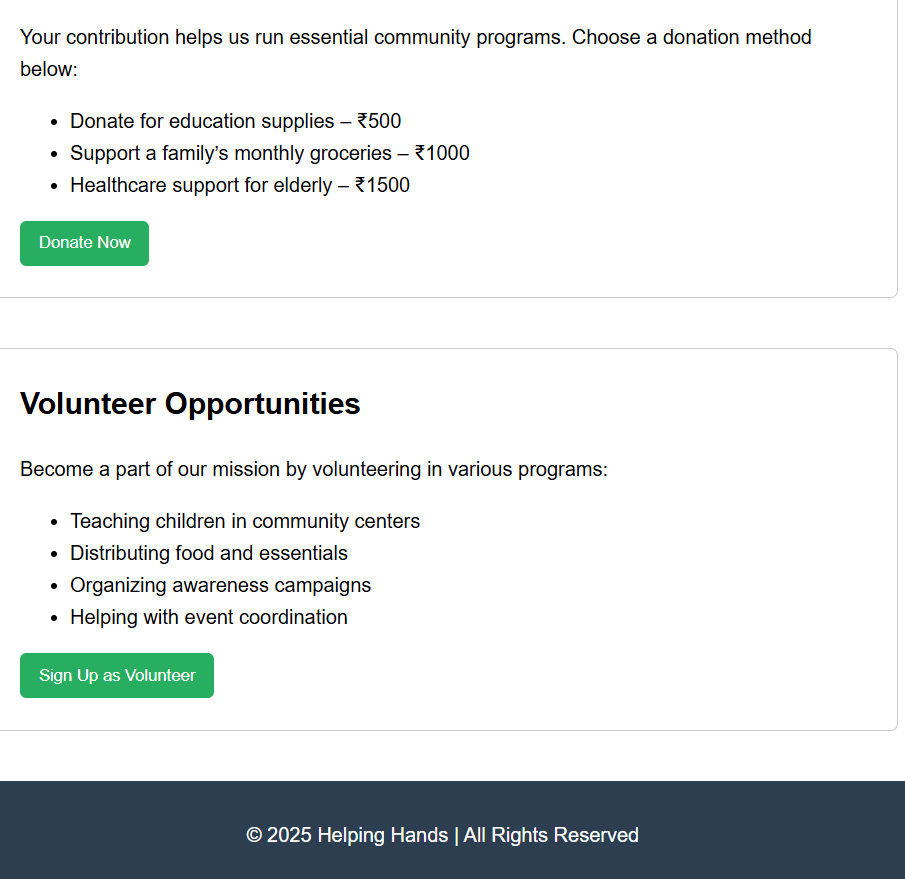 Your contribution helps us run essential community programs. Choose a donation method
below:
• Donate for education supplies – ₹500
• Support a family’s monthly groceries – ₹1000
• Healthcare support for elderly – ₹1500
Donate Now
Volunteer Opportunities
Become a part of our mission by volunteering in various programs:
• Teaching children in community centers
• Distributing food and essentials
• Organizing awareness campaigns
• Helping with event coordination
Sign Up as Volunteer
© 2025 Helping Hands | All Rights Reserved